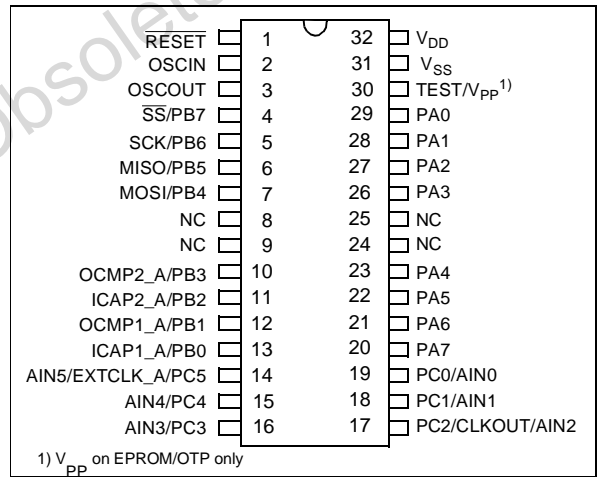 Obsolete
RESET 1 32 VDD
OSCIN 2 31 VSS
OSCOUT 3 30 TEST/VPP1)
SS/PB7 4 29 PA0
SCK/PB6 5 28 PA1
MISO/PB5 6 27 PA2
MOSI/PB4 7 26 PA3
NC 8 25 NC
NC 9 24 NC
OCMP2_A/PB3 10 23 PA4
ICAP2_A/PB2 11 22 PA5
OCMP1_A/PB1 12 21 PA6
ICAP1_A/PB0 13 20 PA7
AIN5/EXTCLK_A/PC5 14 19 PC0/AIN0
AIN4/PC4 15 18 PC1/AIN1
AIN3/PC3 16 17 PC2/CLKOUT/AIN2
1) VPP on EPROM/OTP only